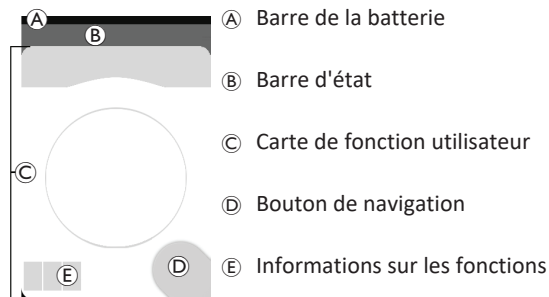 Ⓐ
Ⓑ
Ⓒ
Ⓓ
Ⓔ
Ⓐ Barre de la batterie
Ⓑ Barre d'état
Ⓒ Carte de fonction utilisateur
Ⓓ Bouton de navigation
Ⓔ Informations sur les fonctions